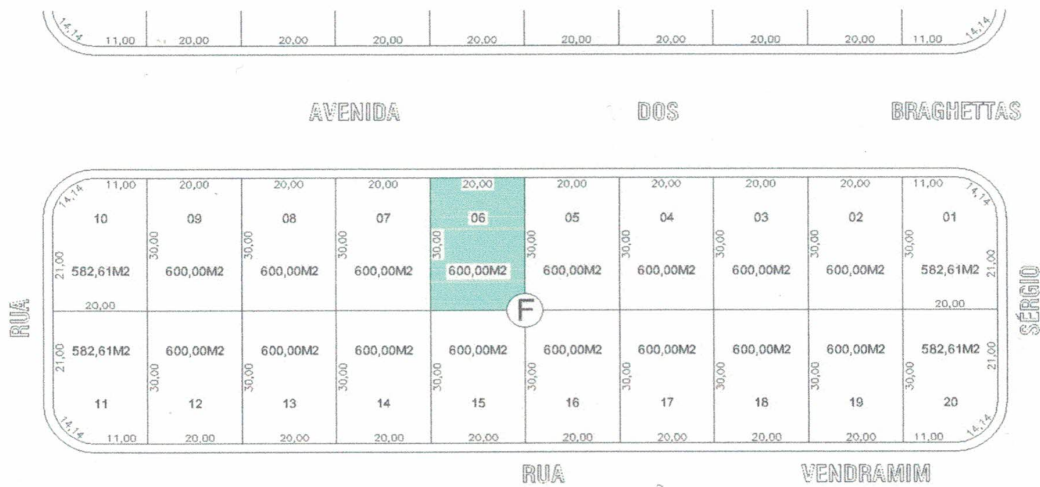 14,14 11,00 20,00 20,00 20,00 20,00 20,00 20,00 20,00 20,00 11,00 14,14
AVENIDA DOS BRAGHETTAS
14,14 11,00 20,00 20,00 20,00 20,00 20,00 20,00 20,00 20,00 11,00 14,14
10 09 08 07 06 05 04 03 02 01
21,00 30,00 30,00 30,00 30,00 30,00 30,00 30,00 30,00 30,00 21,00
582,61M2 600,00M2 600,00M2 600,00M2 600,00M2 600,00M2 600,00M2 600,00M2 600,00M2 582,61M2
20,00 20,00
F
RUA SÉRGIO
582,61M2 600,00M2 600,00M2 600,00M2 600,00M2 600,00M2 600,00M2 600,00M2 600,00M2 582,61M2
21,00 30,00 30,00 30,00 30,00 30,00 30,00 30,00 30,00 30,00 21,00
11 12 13 14 15 16 17 18 19 20
14,14 11,00 20,00 20,00 20,00 20,00 20,00 20,00 20,00 20,00 11,00 14,14
RUA VENDRAMIM